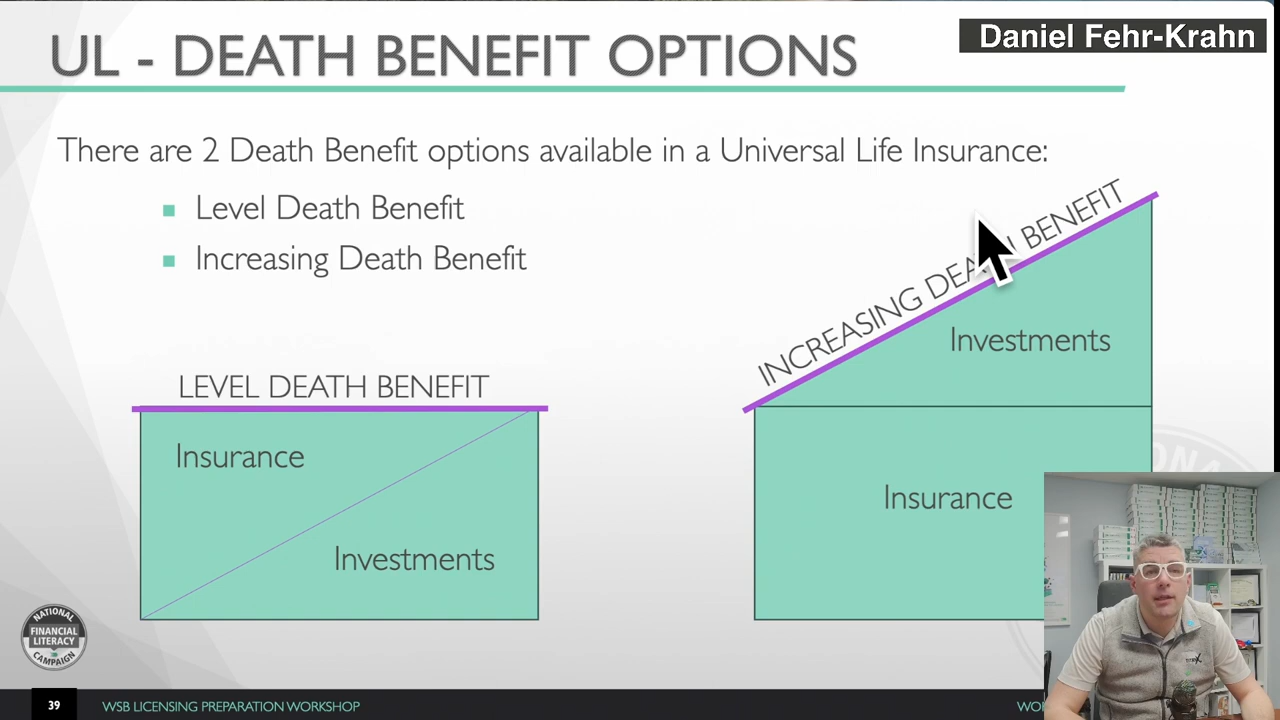 UL - DEATH BENEFIT OPTIONS
Daniel Fehr-Krahn
There are 2 Death Benefit options available in a Universal Life Insurance:
Level Death Benefit
Increasing Death Benefit
LEVEL DEATH BENEFIT
Insurance
Investments
INCREASING DEATH BENEFIT
Investments
Insurance
NATIONAL
FINANCIAL
LITERACY
CAMPAIGN
39
WSB LICENSING PREPARATION WORKSHOP